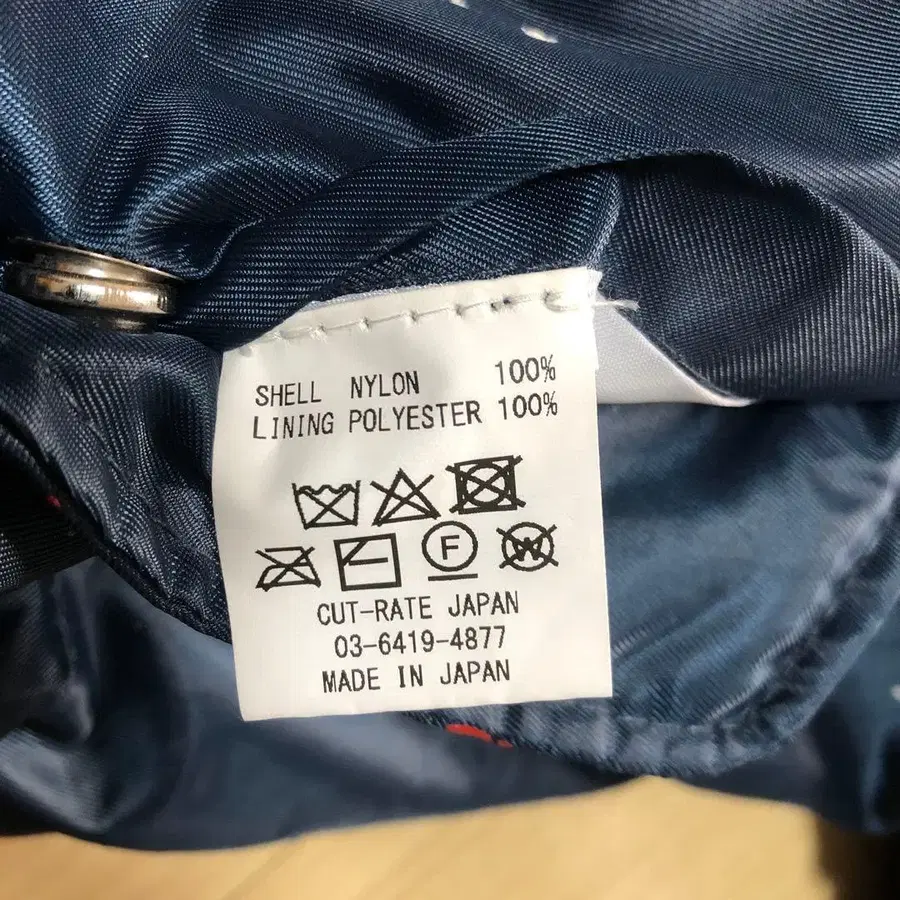 SHELL NYLON 100%
LINING POLYESTER 100%
F W
CUT-RATE JAPAN
03-6419-4877
MADE IN JAPAN